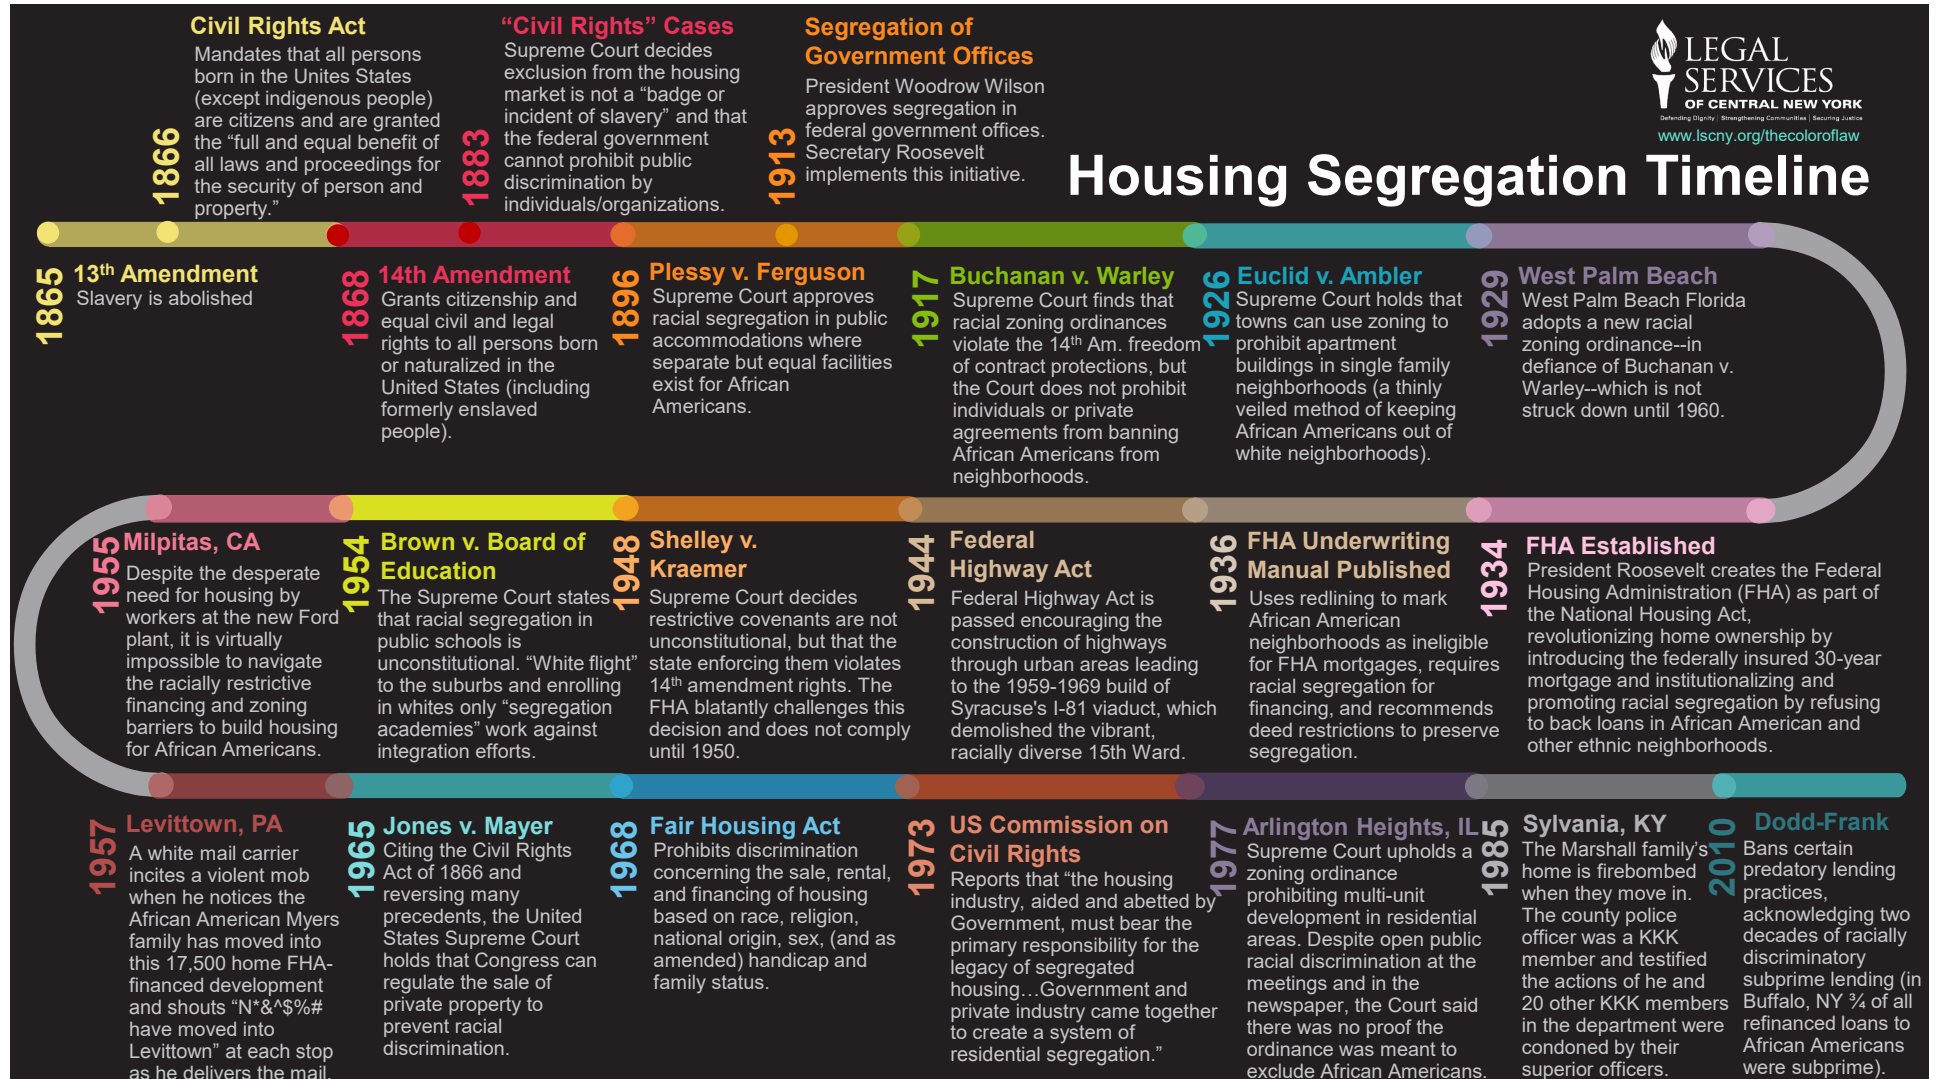 Civil Rights Act
Mandates that all persons
born in the Unites States
(except indigenous people)
are citizens and are granted
the “full and equal benefit of
all laws and proceedings for
the security of person and
property.”
1866
“Civil Rights” Cases
Supreme Court decides
exclusion from the housing
market is not a “badge or
incident of slavery” and that
the federal government
cannot prohibit public
discrimination by
individuals/organizations.
1883
Segregation of
Government Offices
President Woodrow Wilson
approves segregation in
federal government offices.
Secretary Roosevelt
implements this initiative.
1913
LEGAL
SERVICES
OF CENTRAL NEW YORK
Defending Dignity | Strengthening Communities | Securing Justice
www.lscny.org/thecoloroflaw
Housing Segregation Timeline
1865
13th Amendment
Slavery is abolished
1868
14th Amendment
Grants citizenship and
equal civil and legal
rights to all persons born
or naturalized in the
United States (including
formerly enslaved
people).
1896
Plessy v. Ferguson
Supreme Court approves
racial segregation in public
accommodations where
separate but equal facilities
exist for African
Americans.
1917
Buchanan v. Warley
Supreme Court finds that
racial zoning ordinances
violate the 14th Am. freedom
of contract protections, but
the Court does not prohibit
individuals or private
agreements from banning
African Americans from
neighborhoods.
1926
Euclid v. Ambler
Supreme Court holds that
towns can use zoning to
prohibit apartment
buildings in single family
neighborhoods (a thinly
veiled method of keeping
African Americans out of
white neighborhoods).
1929
West Palm Beach
West Palm Beach Florida
adopts a new racial
zoning ordinance--in
defiance of Buchanan v.
Warley--which is not
struck down until 1960.
1955
Milpitas, CA
Despite the desperate
need for housing by
workers at the new Ford
plant, it is virtually
impossible to navigate
the racially restrictive
financing and zoning
barriers to build housing
for African Americans.
1954
Brown v. Board of
Education
The Supreme Court states
that racial segregation in
public schools is
unconstitutional. “White flight”
to the suburbs and enrolling
in whites only “segregation
academies” work against
integration efforts.
1948
Shelley v.
Kraemer
Supreme Court decides
restrictive covenants are not
unconstitutional, but that the
state enforcing them violates
14th amendment rights. The
FHA blatantly challenges this
decision and does not comply
until 1950.
1944
Federal
Highway Act
Federal Highway Act is
passed encouraging the
construction of highways
through urban areas leading
to the 1959-1969 build of
Syracuse's I-81 viaduct, which
demolished the vibrant,
racially diverse 15th Ward.
1936
FHA Underwriting
Manual Published
Uses redlining to mark
African American
neighborhoods as ineligible
for FHA mortgages, requires
racial segregation for
financing, and recommends
deed restrictions to preserve
segregation.
1934
FHA Established
President Roosevelt creates the Federal
Housing Administration (FHA) as part of
the National Housing Act,
revolutionizing home ownership by
introducing the federally insured 30-year
mortgage and institutionalizing and
promoting racial segregation by refusing
to back loans in African American and
other ethnic neighborhoods.
1957
Levittown, PA
A white mail carrier
incites a violent mob
when he notices the
African American Myers
family has moved into
this 17,500 home FHA-
financed development
and shouts “N*&^$%#
have moved into
Levittown” at each stop
as he delivers the mail.
1965
Jones v. Mayer
Citing the Civil Rights
Act of 1866 and
reversing many
precedents, the United
States Supreme Court
holds that Congress can
regulate the sale of
private property to
prevent racial
discrimination.
1968
Fair Housing Act
Prohibits discrimination
concerning the sale, rental,
and financing of housing
based on race, religion,
national origin, sex, (and as
amended) handicap and
family status.
1973
US Commission on
Civil Rights
Reports that “the housing
industry, aided and abetted by
Government, must bear the
primary responsibility for the
legacy of segregated
housing…Government and
private industry came together
to create a system of
residential segregation.”
1977
Arlington Heights, IL
Supreme Court upholds a
zoning ordinance
prohibiting multi-unit
development in residential
areas. Despite open public
racial discrimination at the
meetings and in the
newspaper, the Court said
there was no proof the
ordinance was meant to
exclude African Americans.
1985
Sylvania, KY
The Marshall family's
home is firebombed
when they move in.
The county police
officer was a KKK
member and testified
the actions of he and
20 other KKK members
in the department were
condoned by their
superior officers.
2010
Dodd-Frank
Bans certain
predatory lending
practices,
acknowledging two
decades of racially
discriminatory
subprime lending (in
Buffalo, NY ¾ of all
refinanced loans to
African Americans
were subprime).